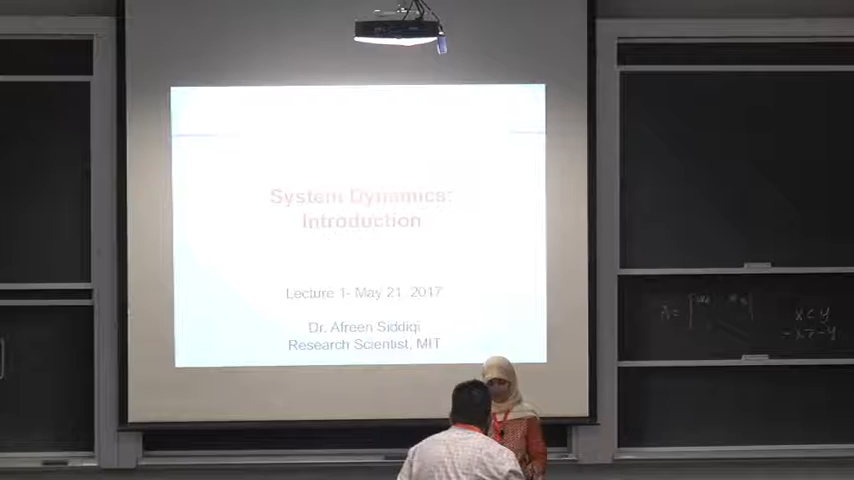 System Dynamics:
Introduction
Lecture 1- May 21, 2017
Dr. Afreen Siddiqi
Research Scientist, MIT
A =
x < y
-x > -y